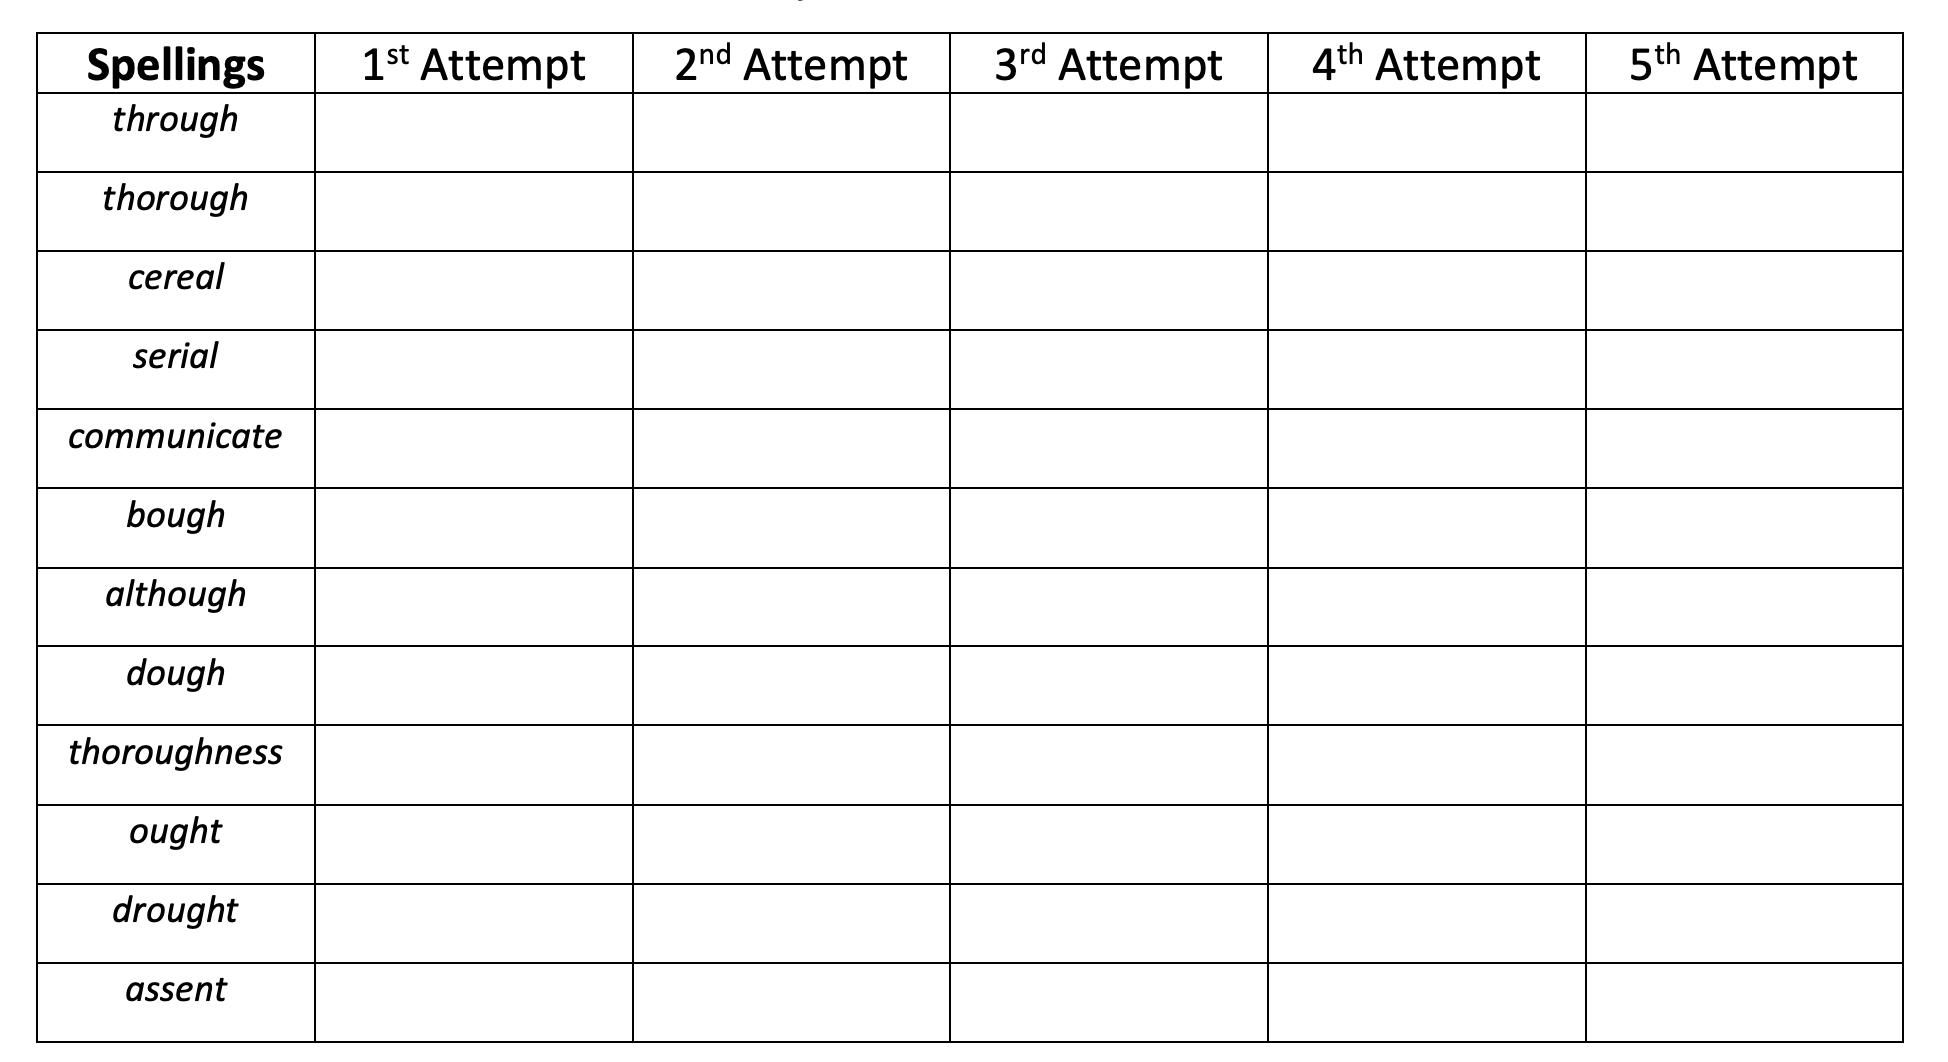 Spellings 1st Attempt 2nd Attempt 3rd Attempt 4th Attempt 5th Attempt
through
thorough
cereal
serial
communicate
bough
although
dough
thoroughness
ought
drought
assent